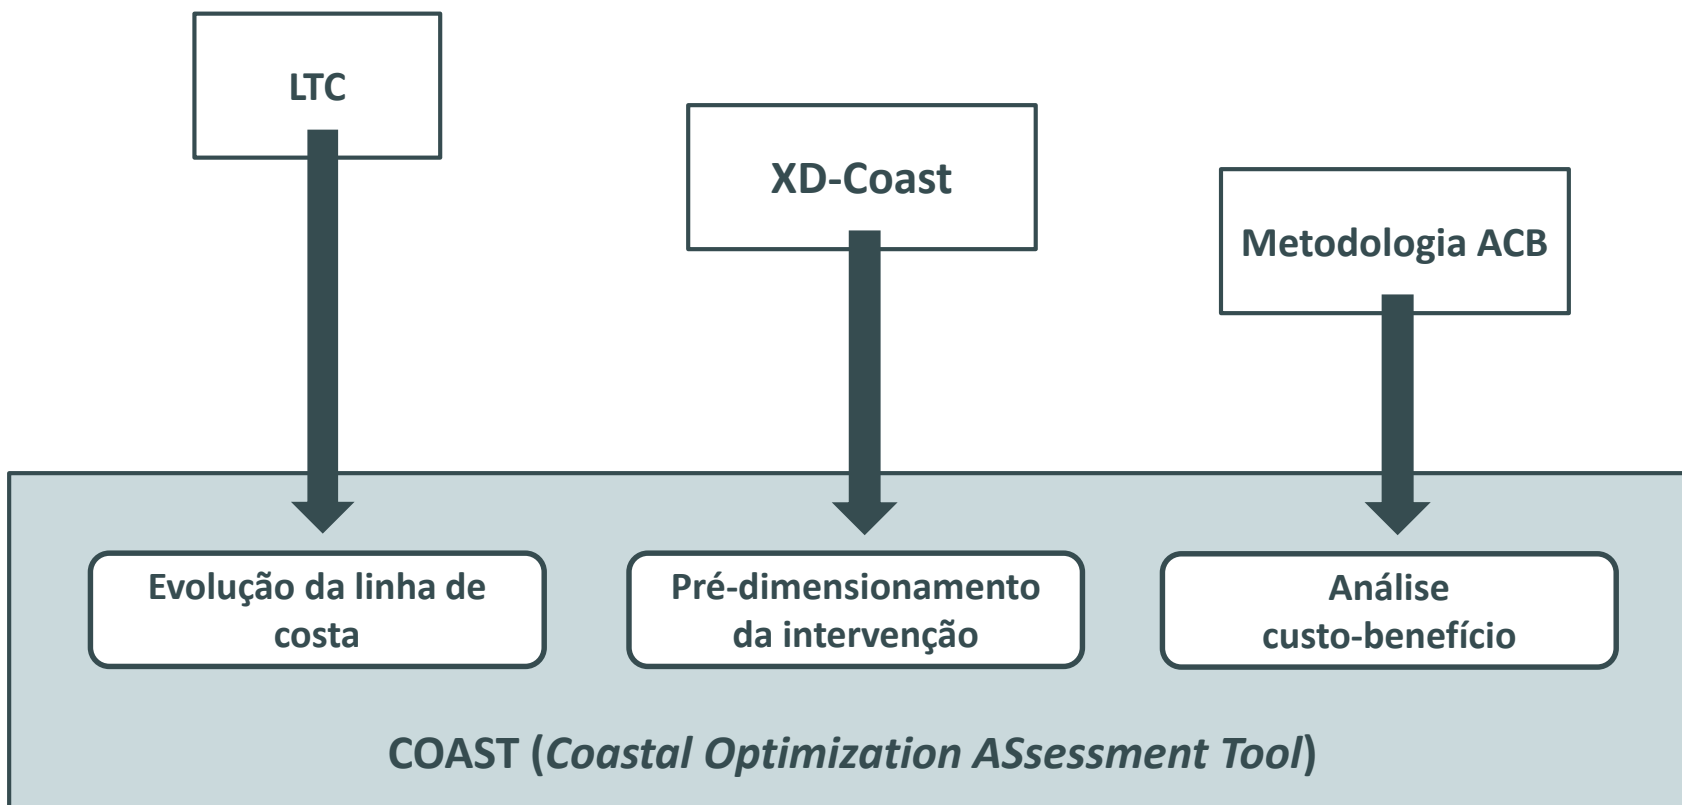 LTC
XD-Coast
Metodologia ACB
Evolução da linha de
costa
Pré-dimensionamento
da intervenção
Análise
custo-benefício
COAST (Coastal Optimization ASsessment Tool)